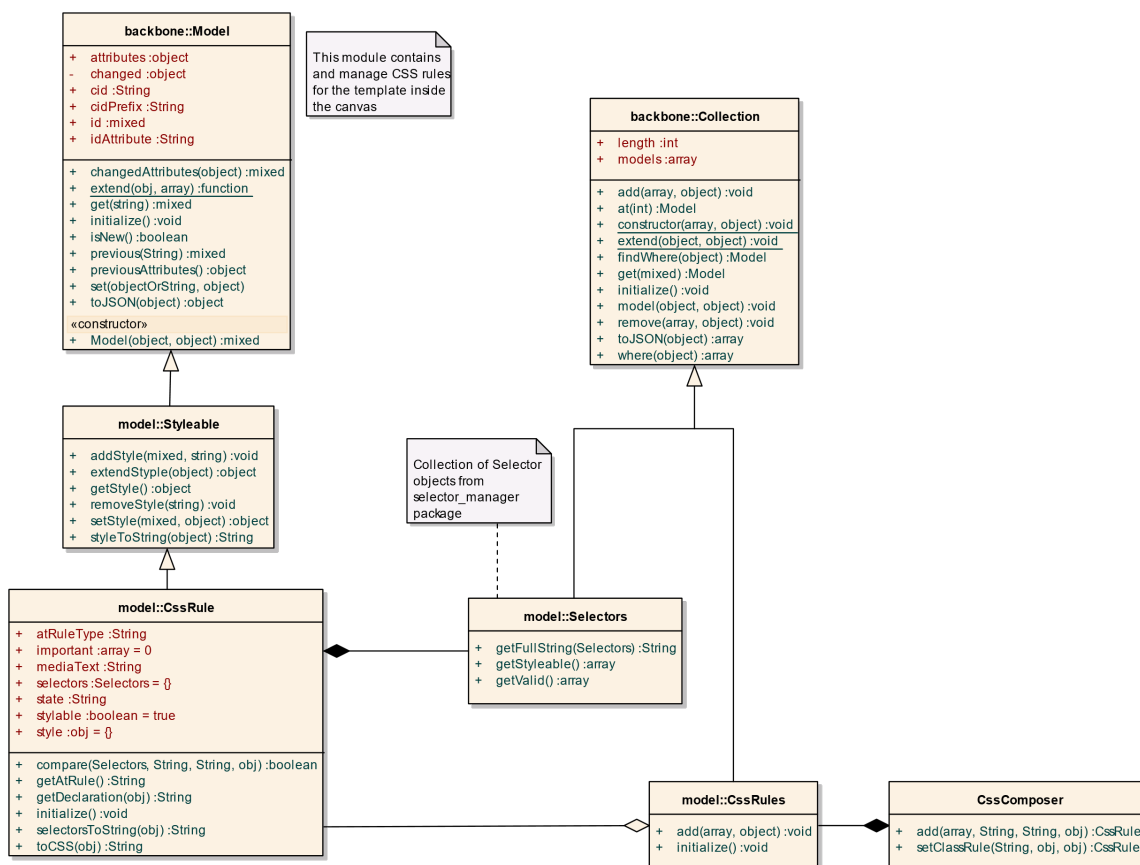 backbone::Model
+ attributes :object
- changed :object
+ cid :String
+ cidPrefix :String
+ id :mixed
+ idAttribute :String
+ changedAttributes(object) :mixed
+ extend(obj, array) :function
+ get(string) :mixed
+ initialize() :void
+ isNew() :boolean
+ previous(String) :mixed
+ previousAttributes() :object
+ set(objectOrString, object)
+ toJSON(object) :object
«constructor»
+ Model(object, object) :mixed
This module contains
and manage CSS rules
for the template inside
the canvas
backbone::Collection
+ length :int
+ models :array
+ add(array, object) :void
+ at(int) :Model
+ constructor(array, object) :void
+ extend(object, object) :void
+ findWhere(object) :Model
+ get(mixed) :Model
+ initialize() :void
+ model(object, object) :void
+ remove(array, object) :void
+ toJSON(object) :array
+ where(object) :array
model::Styleable
+ addStyle(mixed, string) :void
+ extendStyple(object) :object
+ getStyle() :object
+ removeStyle(string) :void
+ setStyle(mixed, object) :object
+ styleToString(object) :String
Collection of Selector
objects from
selector_manager
package
model::CssRule
+ atRuleType :String
+ important :array = 0
+ mediaText :String
+ selectors :Selectors = {}
+ state :String
+ stylable :boolean = true
+ style :obj = {}
+ compare(Selectors, String, String, obj) :boolean
+ getAtRule() :String
+ getDeclaration(obj) :String
+ initialize() :void
+ selectorsToString(obj) :String
+ toCSS(obj) :String
model::Selectors
+ getFullString(Selectors) :String
+ getStyleable() :array
+ getValid() :array
model::CssRules
+ add(array, object) :void
+ initialize() :void
CssComposer
+ add(array, String, String, obj) :CssRule
+ setClassRule(String, obj, obj) :CssRule